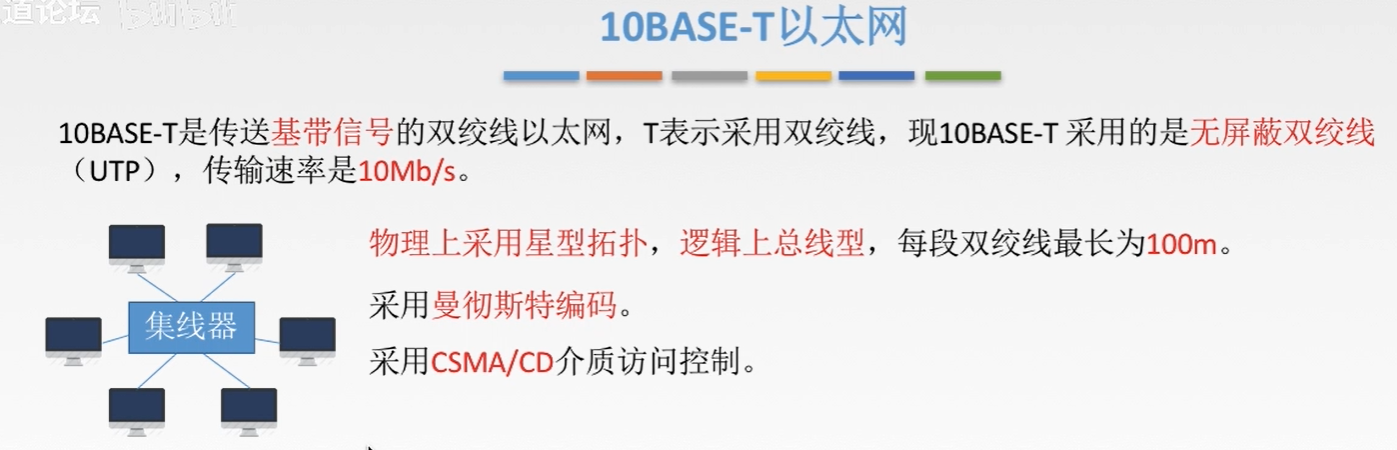 道论坛 bilibili
10BASE-T以太网
10BASE-T是传送基带信号的双绞线以太网，T表示采用双绞线，现10BASE-T 采用的是无屏蔽双绞线
（UTP），传输速率是10Mb/s。
物理上采用星型拓扑，逻辑上总线型，每段双绞线最长为100m。
采用曼彻斯特编码。
集线器
采用CSMA/CD介质访问控制。